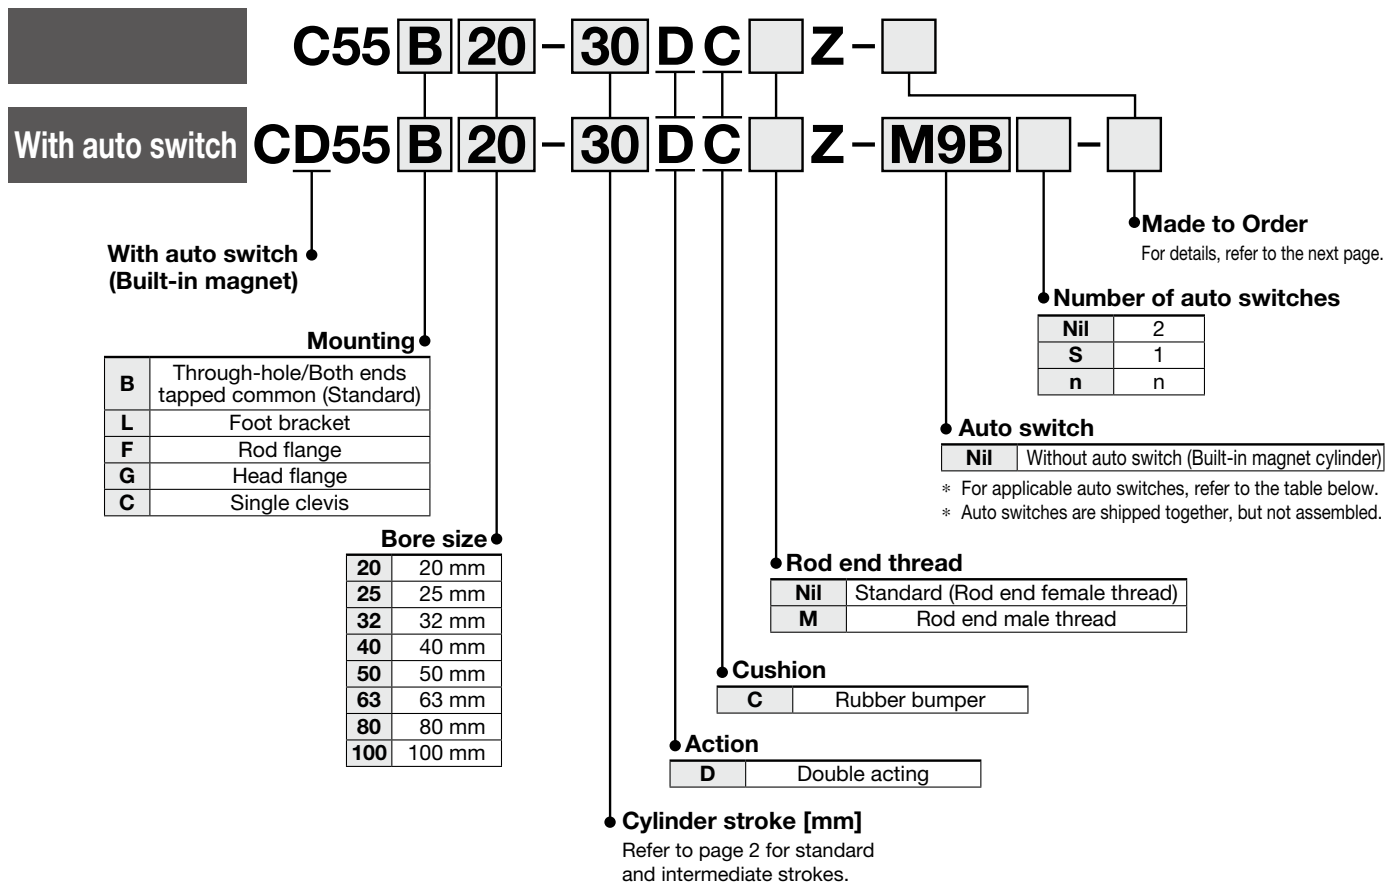 C55 B 20 – 30 D C Z –
With auto switch CD55 B 20 – 30 D C Z – M9B –
Made to Order
For details, refer to the next page.
With auto switch
(Built-in magnet)
Number of auto switches
Nil 2
S 1
n n
Mounting
B Through-hole/Both ends
tapped common (Standard)
L Foot bracket
F Rod flange
G Head flange
C Single clevis
Auto switch
Nil Without auto switch (Built-in magnet cylinder)
* For applicable auto switches, refer to the table below.
* Auto switches are shipped together, but not assembled.
Bore size
20 20 mm
25 25 mm
32 32 mm
40 40 mm
50 50 mm
63 63 mm
80 80 mm
100 100 mm
Rod end thread
Nil Standard (Rod end female thread)
M Rod end male thread
Cushion
C Rubber bumper
Action
D Double acting
Cylinder stroke [mm]
Refer to page 2 for standard
and intermediate strokes.